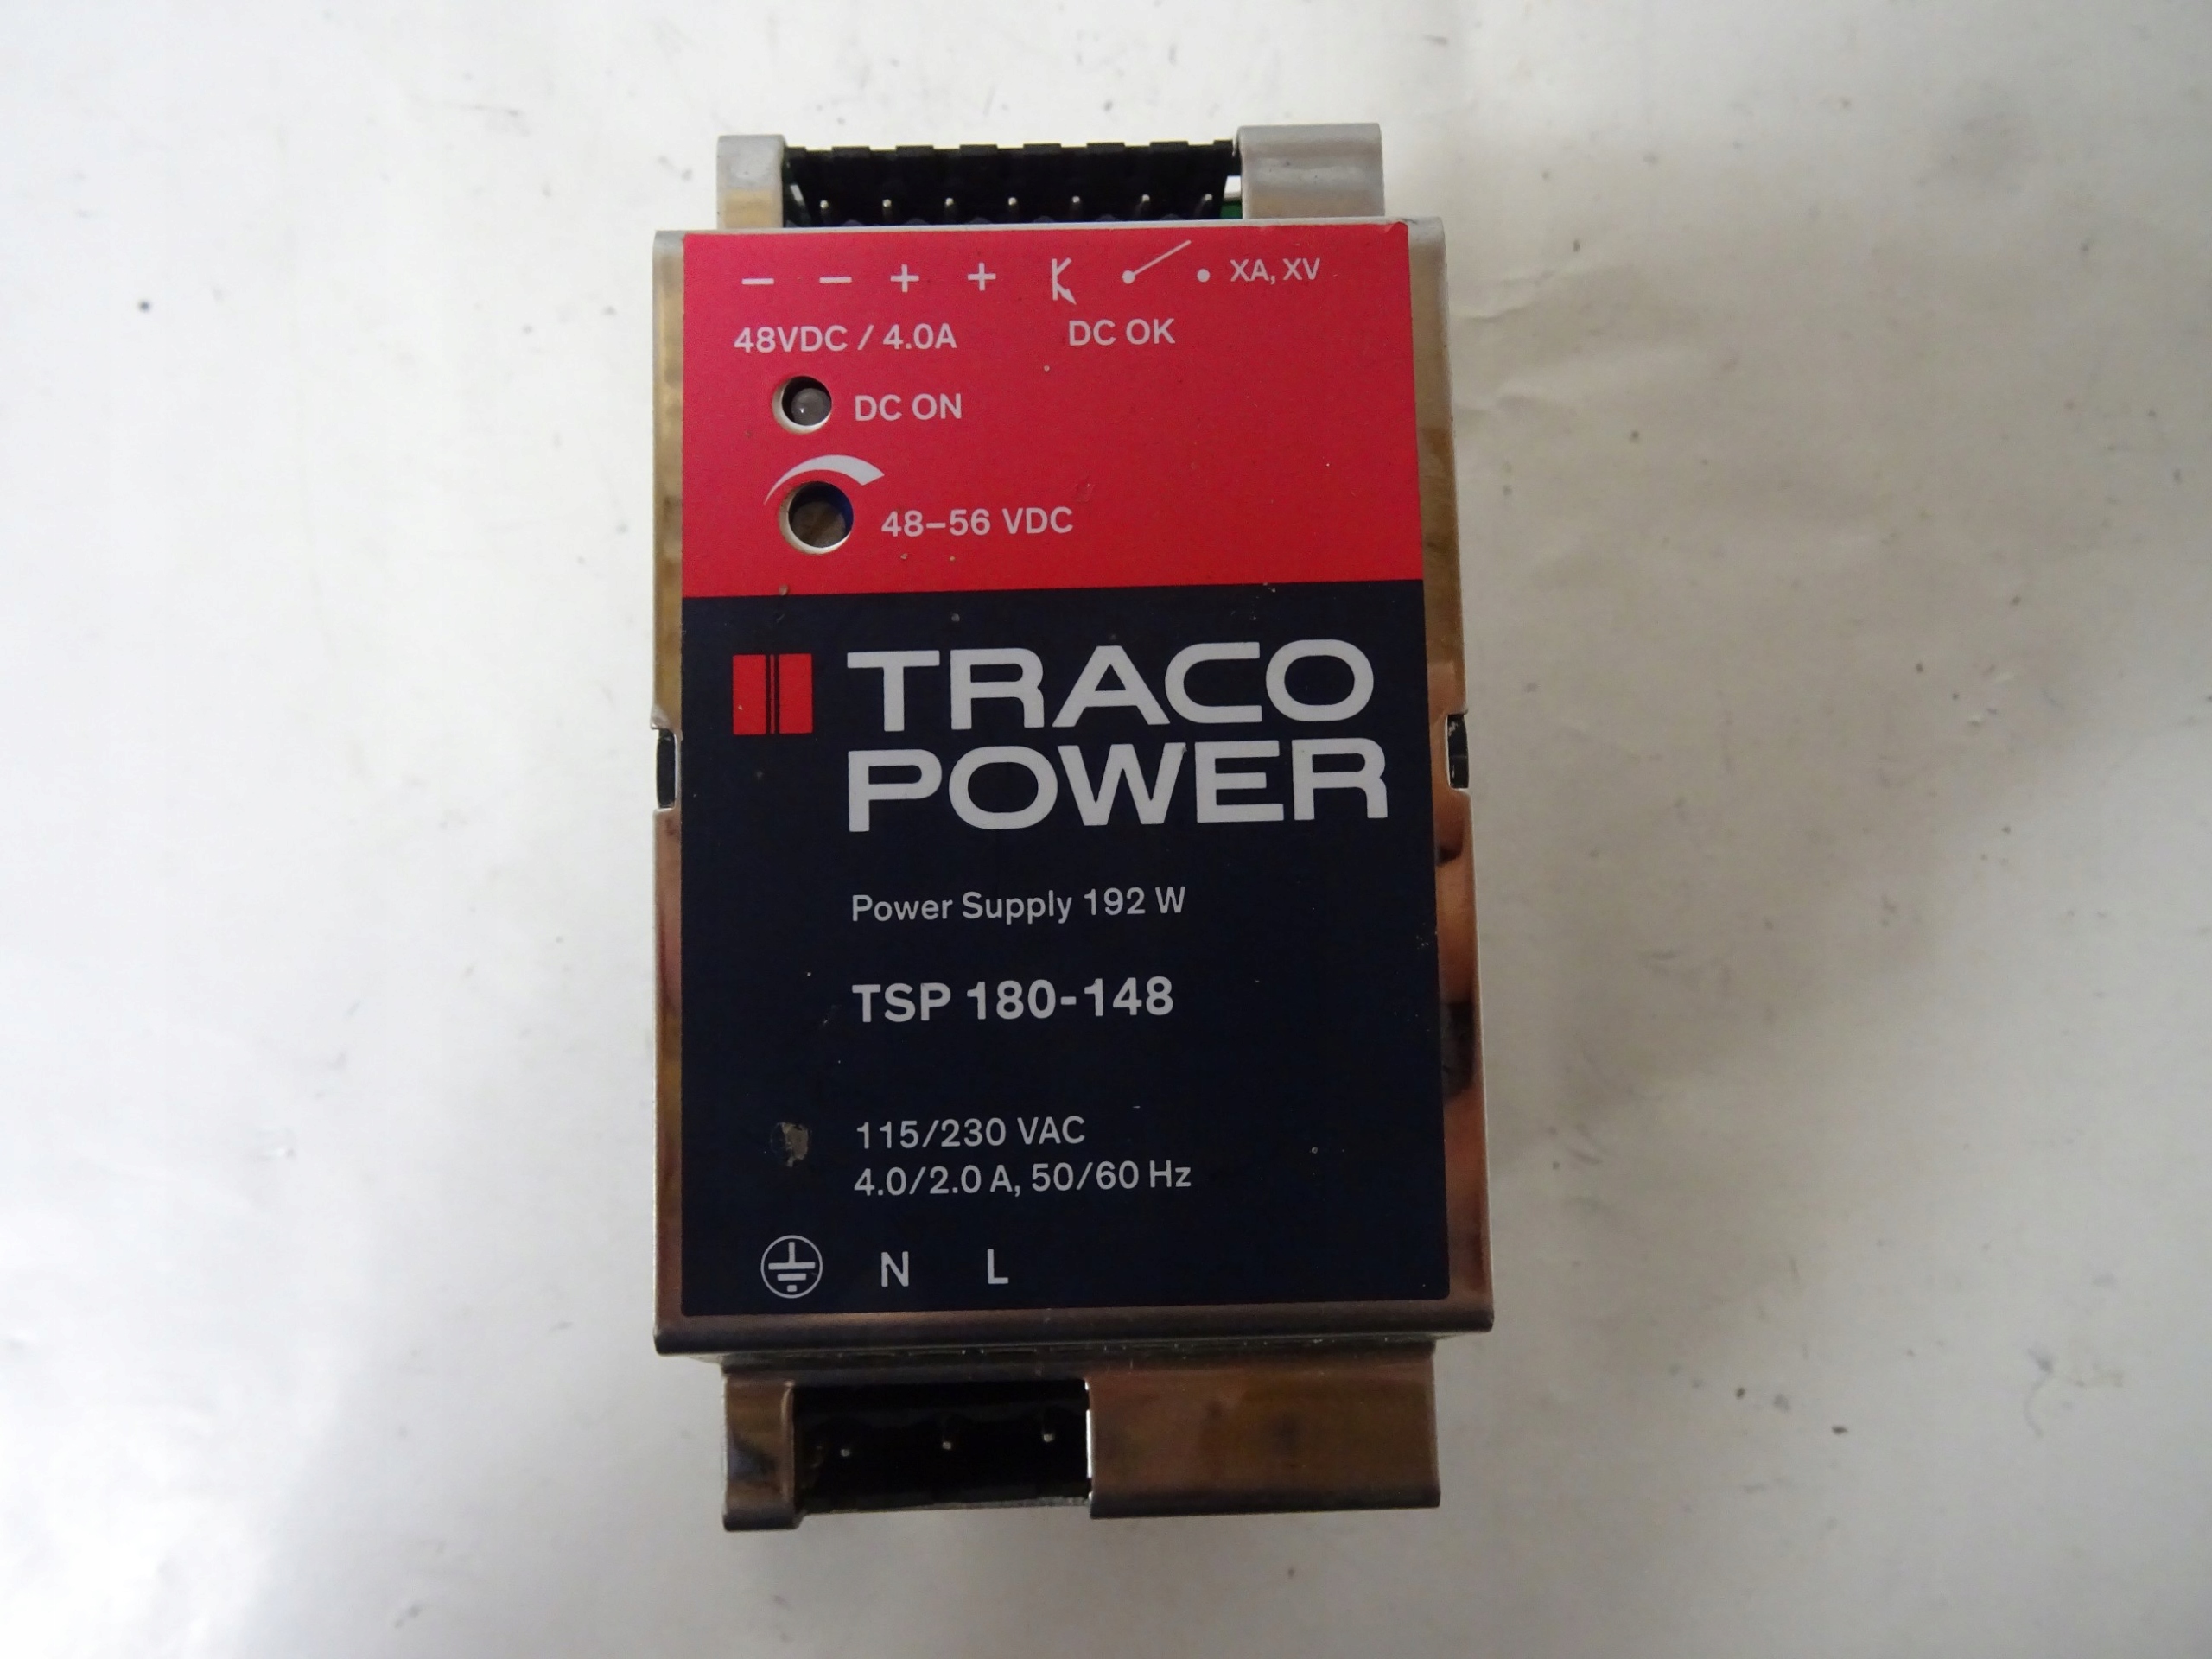 − − + + XA, XV
48VDC / 4.0A DC OK
DC ON
48–56 VDC
TRACO
POWER
Power Supply 192 W
TSP 180-148
115/230 VAC
4.0/2.0 A, 50/60 Hz
N L